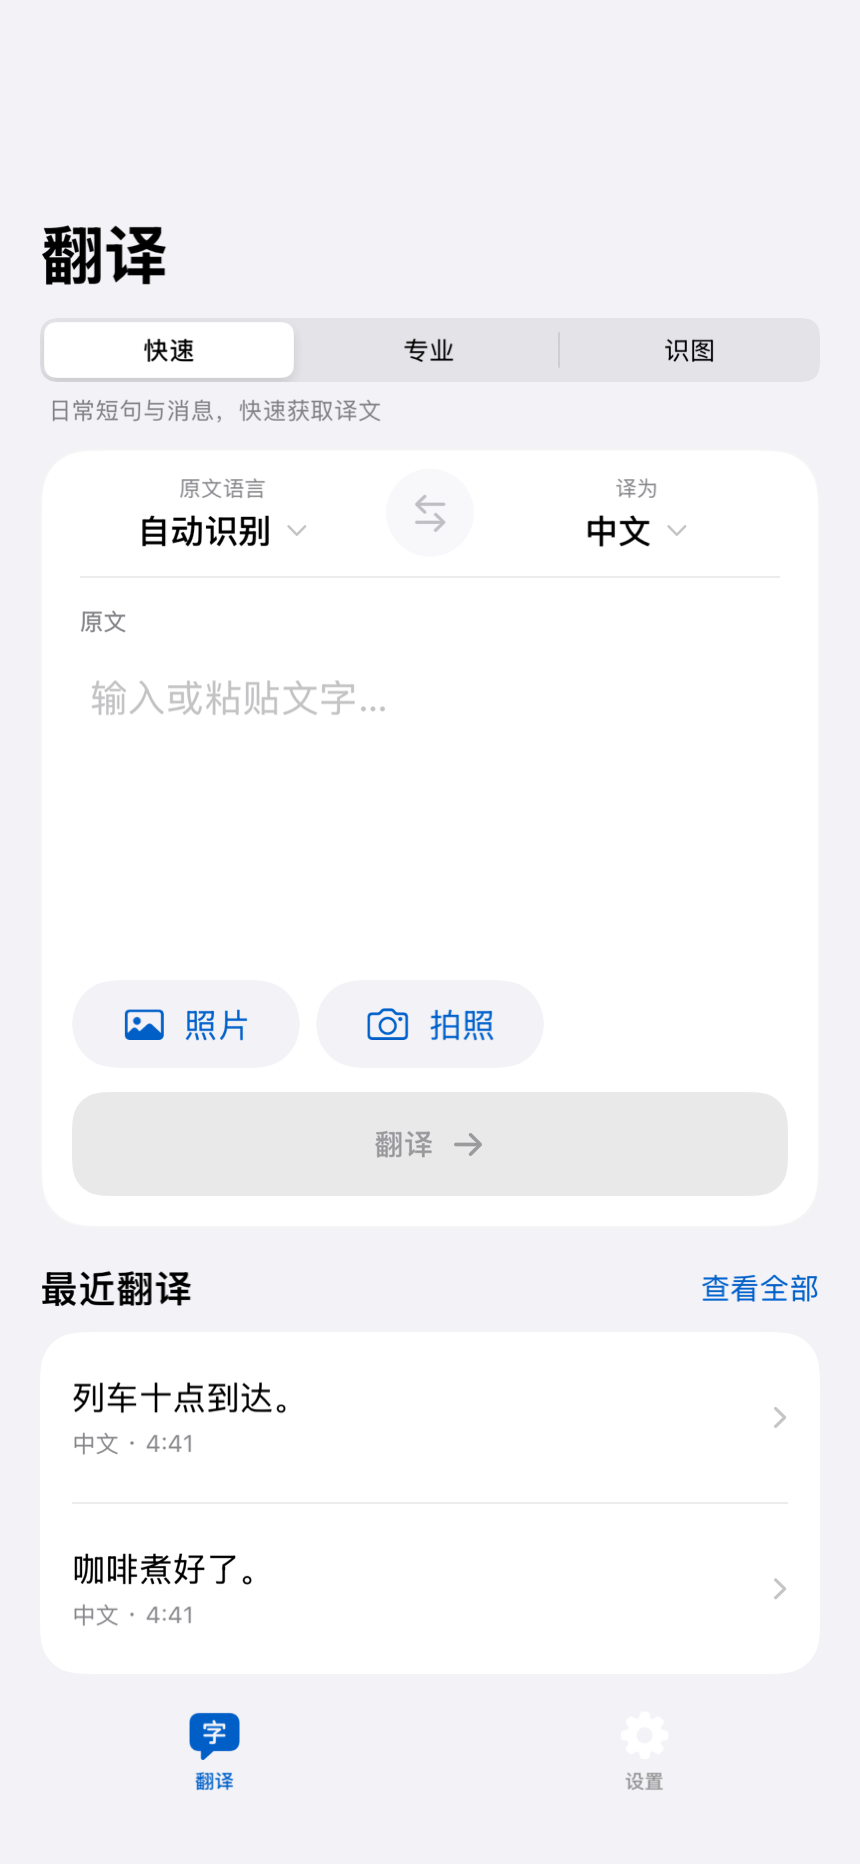 翻译
快速 专业 识图
日常短句与消息，快速获取译文
原文语言 译为
自动识别 中文
原文
输入或粘贴文字...
照片 拍照
翻译
最近翻译 查看全部
列车十点到达。
中文 · 4:41
咖啡煮好了。
中文 · 4:41
字
翻译 设置